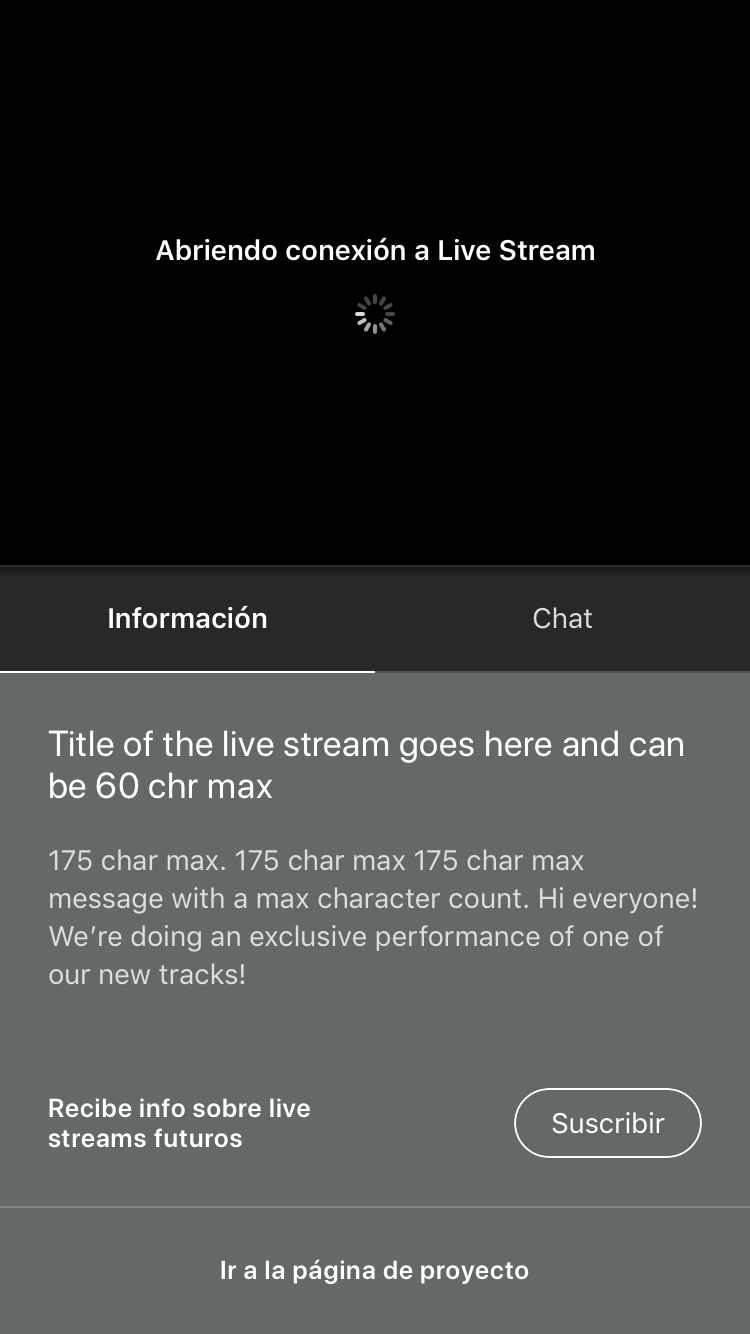 Abriendo conexión a Live Stream
Información
Chat
Title of the live stream goes here and can
be 60 chr max
175 char max. 175 char max 175 char max
message with a max character count. Hi everyone!
We’re doing an exclusive performance of one of
our new tracks!
Recibe info sobre live
streams futuros
Suscribir
Ir a la página de proyecto